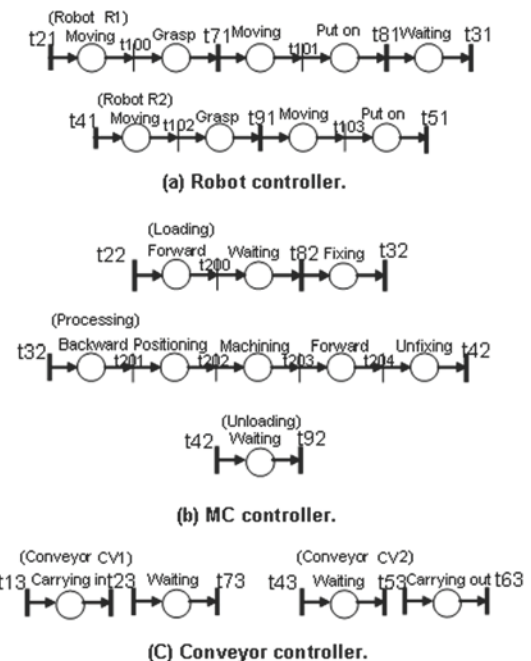 (Robot R1)
t21 Moving t100 Grasp t71 Moving t101 Put on t81 Waiting t31
(Robot R2)
t41 Moving t102 Grasp t91 Moving t103 Put on t51
(a) Robot controller.
(Loading)
t22 Forward t200 Waiting t82 Fixing t32
(Processing)
t32 Backward t201 Positioning t202 Machining t203 Forward t204 Unfixing t42
(Unloading)
t42 Waiting t92
(b) MC controller.
(Conveyor CV1) (Conveyor CV2)
t13 Carrying in t23 Waiting t73 t43 Waiting t53 Carrying out t63
(C) Conveyor controller.